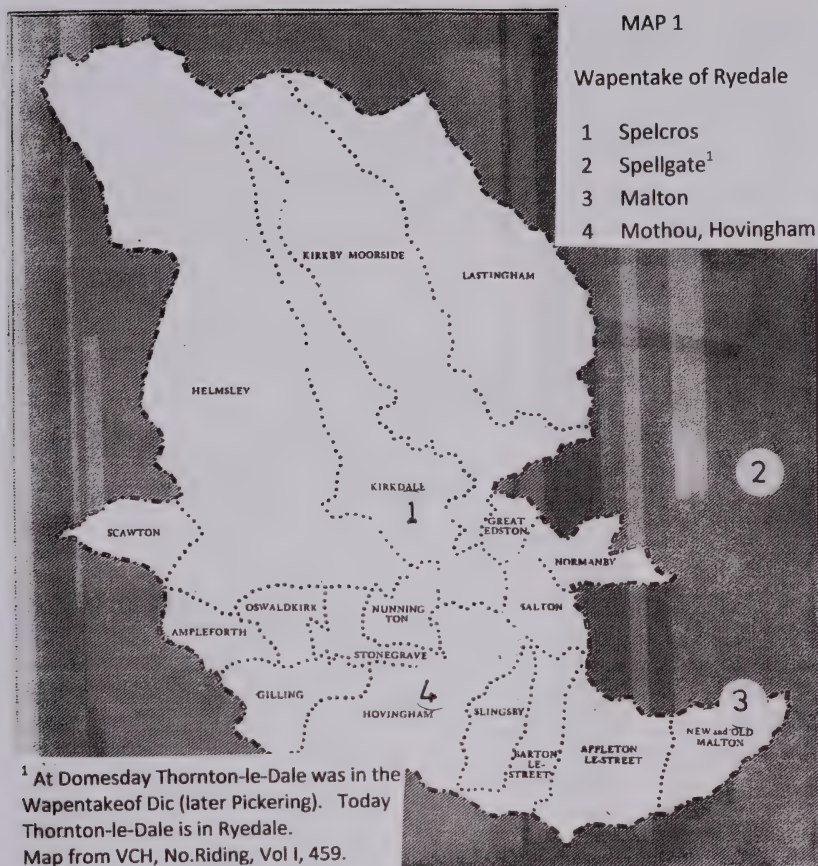 MAP 1
Wapentake of Ryedale
1 Spelcros
2 Spellgate¹
3 Malton
4 Mothou, Hovingham
KIRKBY MOORSIDE
LASTINGHAM
HELMSLEY
2
KIRKDALE
1
GREAT
EDSTON
SCAWTON
NORMANBY
OSWALDKIRK
NUNNING
TON
SALTON
AMPLEFORTH
STONEGRAVE
GILLING
4
HOVINGHAM
SLINGSBY
3
NEW and OLD
MALTON
BARTON
LE-
STREET
APPLETON
LE-STREET
¹ At Domesday Thornton-le-Dale was in the
Wapentakeof Dic (later Pickering). Today
Thornton-le-Dale is in Ryedale.
Map from VCH, No.Riding, Vol I, 459.